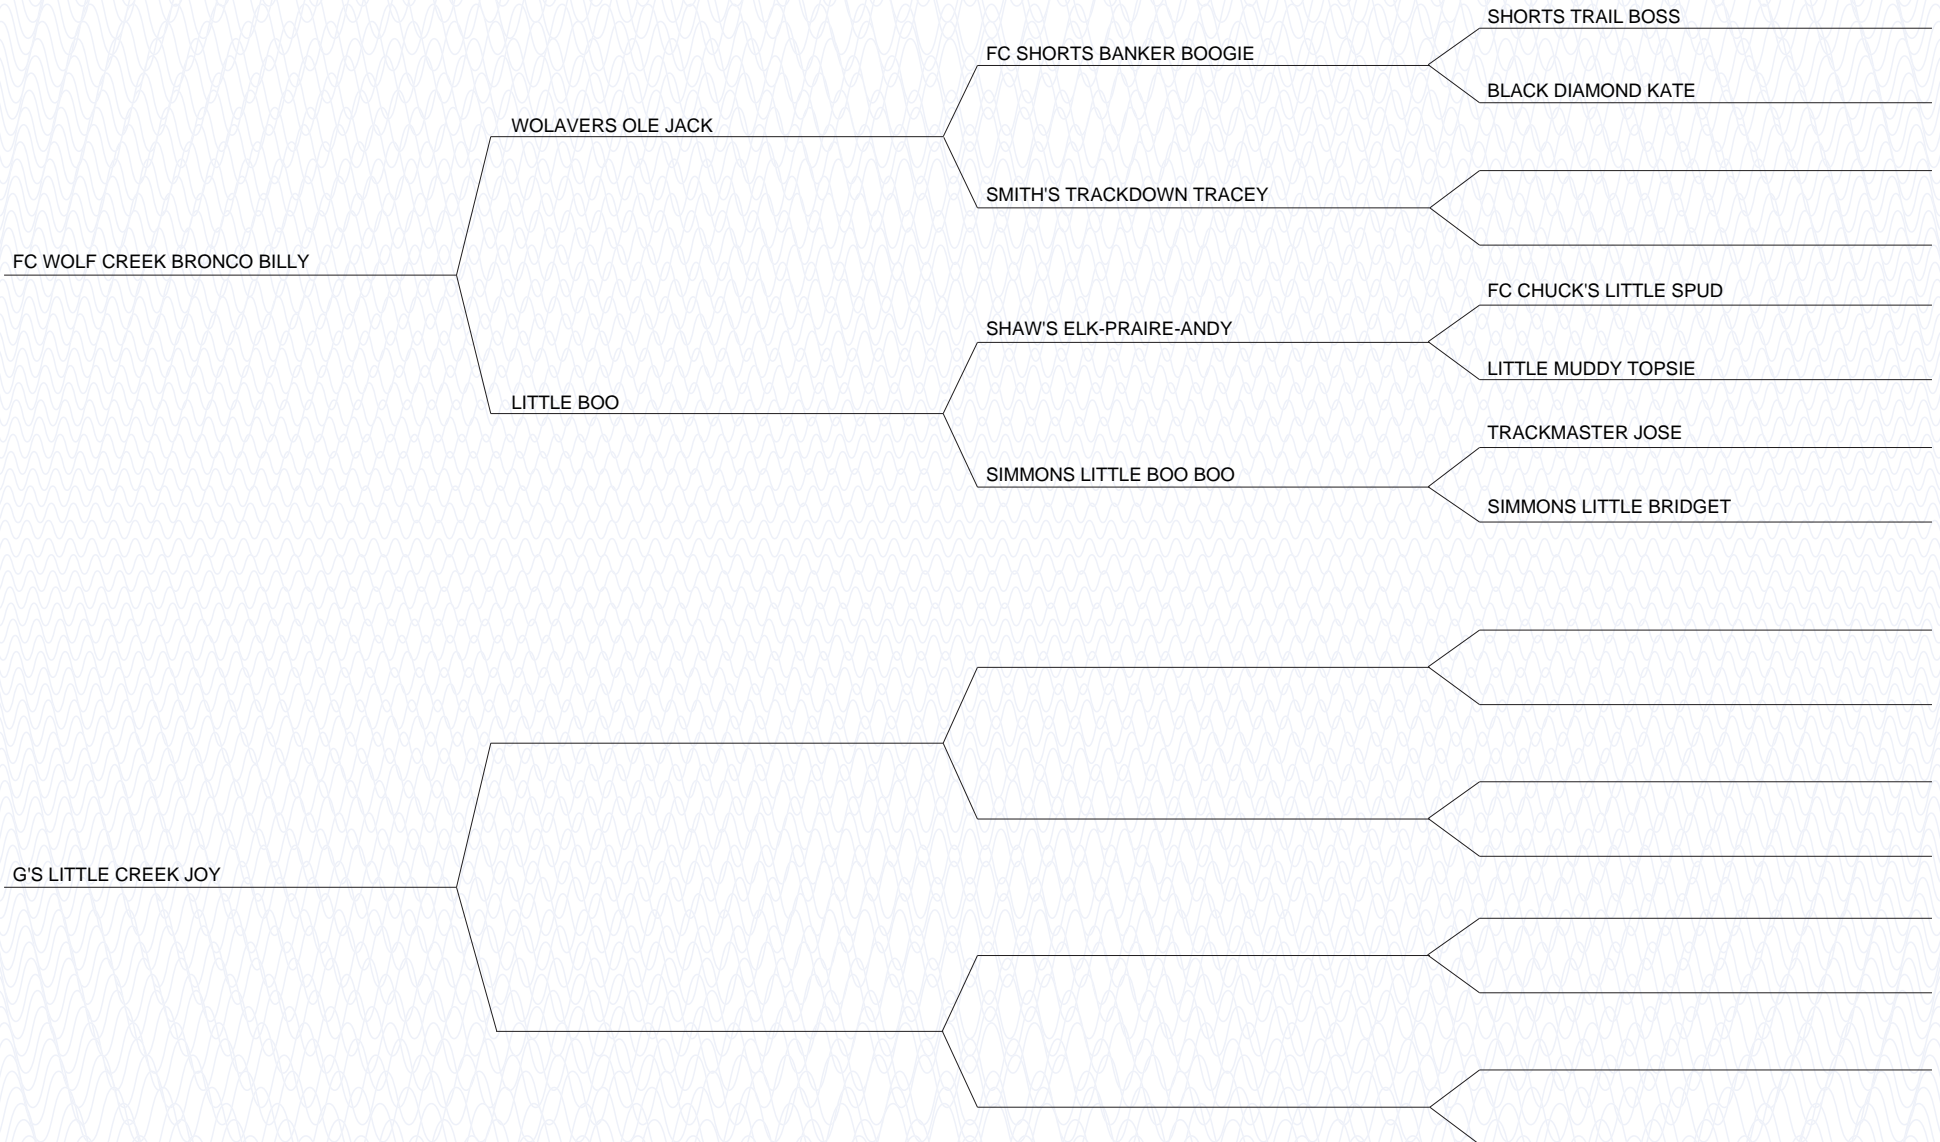 SHORTS TRAIL BOSS
FC SHORTS BANKER BOOGIE
BLACK DIAMOND KATE
WOLAVERS OLE JACK
SMITH'S TRACKDOWN TRACEY
FC WOLF CREEK BRONCO BILLY
FC CHUCK'S LITTLE SPUD
SHAW'S ELK-PRAIRE-ANDY
LITTLE MUDDY TOPSIE
LITTLE BOO
TRACKMASTER JOSE
SIMMONS LITTLE BOO BOO
SIMMONS LITTLE BRIDGET
G'S LITTLE CREEK JOY